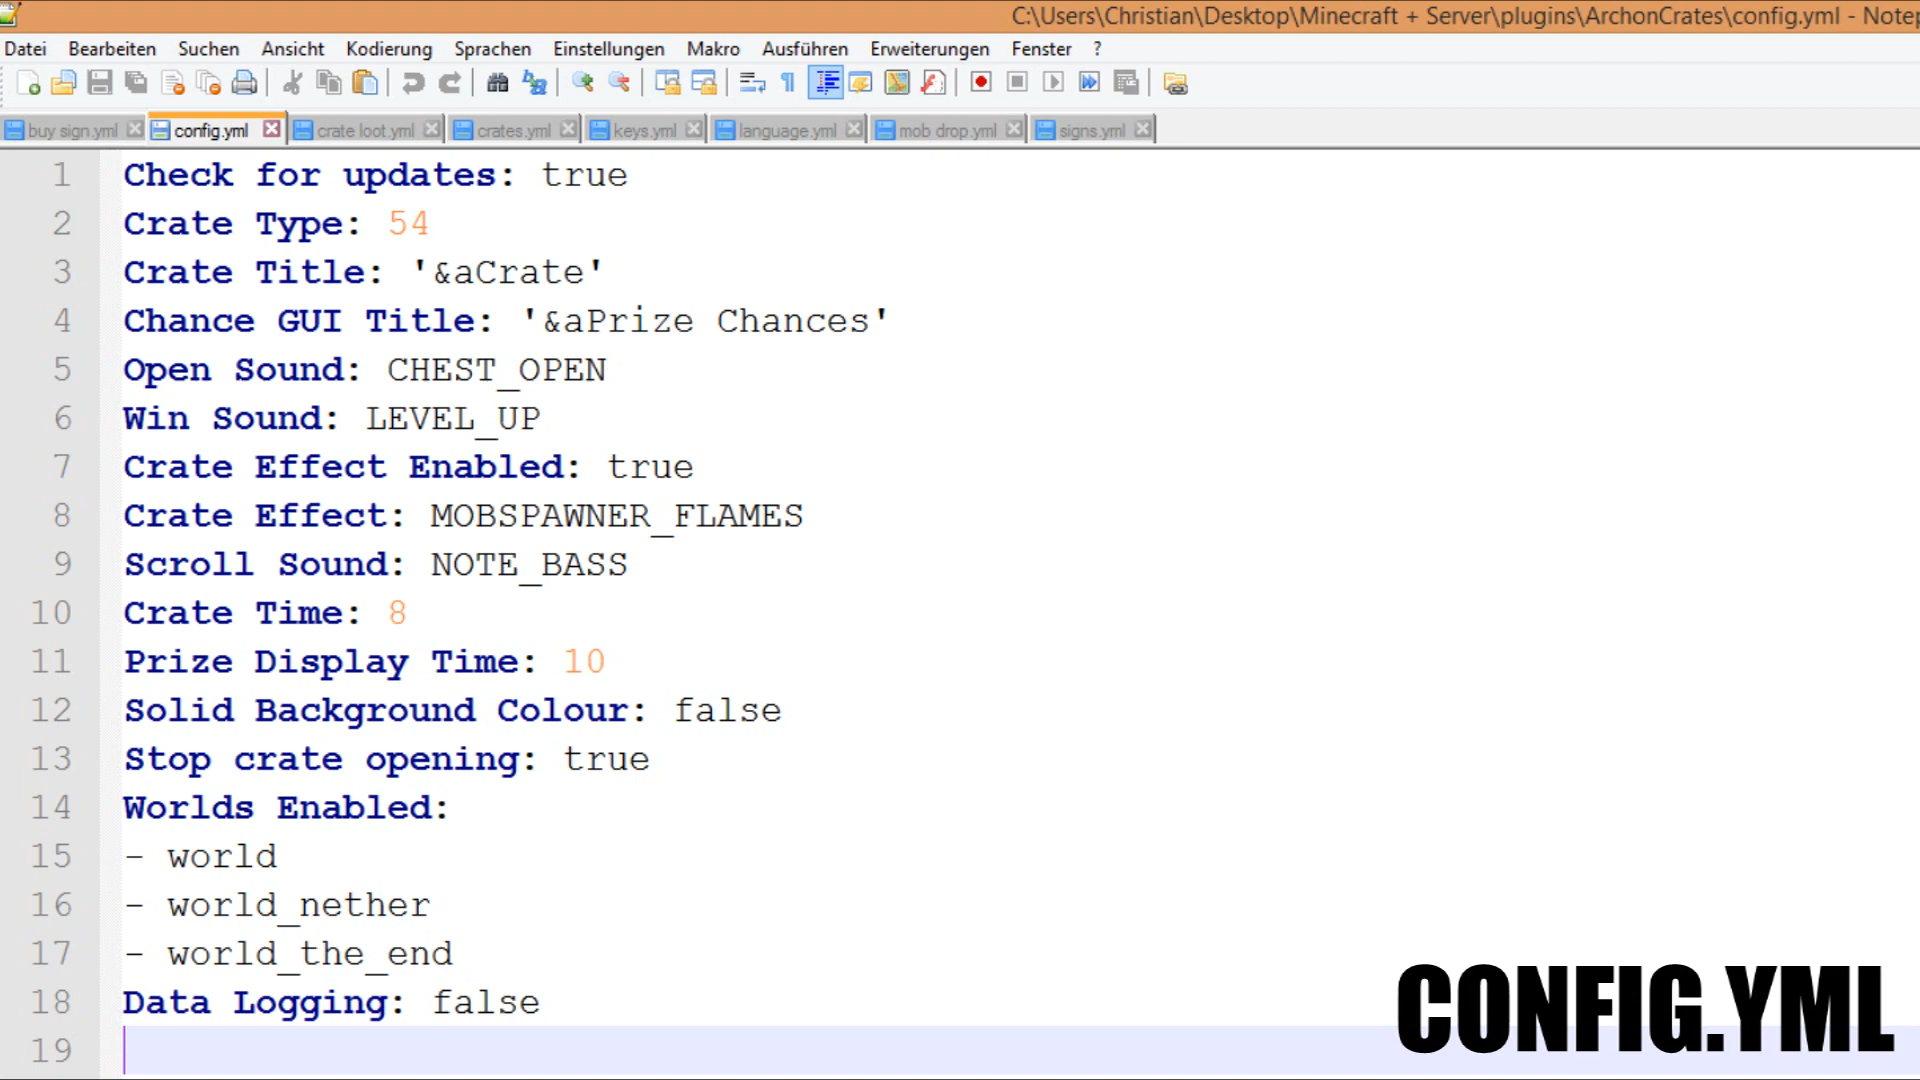 C:\Users\Christian\Desktop\Minecraft + Server\plugins\ArchonCrates\config.yml - Notep
Datei Bearbeiten Suchen Ansicht Kodierung Sprachen Einstellungen Makro Ausführen Erweiterungen Fenster ?
buy sign.yml config.yml crate loot.yml crates.yml keys.yml language.yml mob drop.yml signs.yml
1 Check for updates: true
2 Crate Type: 54
3 Crate Title: '&aCrate'
4 Chance GUI Title: '&aPrize Chances'
5 Open Sound: CHEST_OPEN
6 Win Sound: LEVEL_UP
7 Crate Effect Enabled: true
8 Crate Effect: MOBSPAWNER_FLAMES
9 Scroll Sound: NOTE_BASS
10 Crate Time: 8
11 Prize Display Time: 10
12 Solid Background Colour: false
13 Stop crate opening: true
14 Worlds Enabled:
15 - world
16 - world_nether
17 - world_the_end
18 Data Logging: false
19
CONFIG.YML